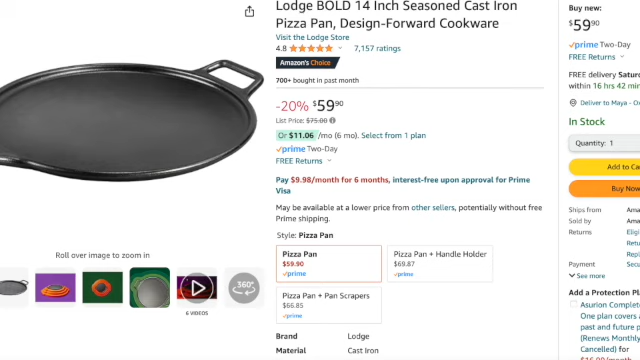 Lodge BOLD 14 Inch Seasoned Cast Iron
Pizza Pan, Design-Forward Cookware
Visit the Lodge Store
4.8
7,157 ratings
Amazon's Choice
700+ bought in past month
-20% $59 90
List Price: $75.00
Or $11.06 /mo (6 mo). Select from 1 plan
prime Two-Day
FREE Returns
Pay $9.98/month for 6 months, interest-free upon approval for Prime
Visa
May be available at a lower price from other sellers, potentially without free
Prime shipping.
Style: Pizza Pan
Pizza Pan
$59.90
prime
Pizza Pan + Handle Holder
$69.87
prime
Pizza Pan + Pan Scrapers
$66.85
prime
Brand Lodge
Material Cast Iron
Roll over image to zoom in
6 VIDEOS
360°
Buy new:
$59 90
prime Two-Day
FREE Returns
FREE delivery Satur
within 16 hrs 42 min
Deliver to Maya - O
In Stock
Quantity: 1
Add to Ca
Buy Now
Ships from Ama
Sold by Ama
Returns Eligi
Retu
Repl
Payment Secu
See more
Add a Protection Pl
Asurion Complete
One plan covers
past and future p
(Renews Monthly
Cancelled) for